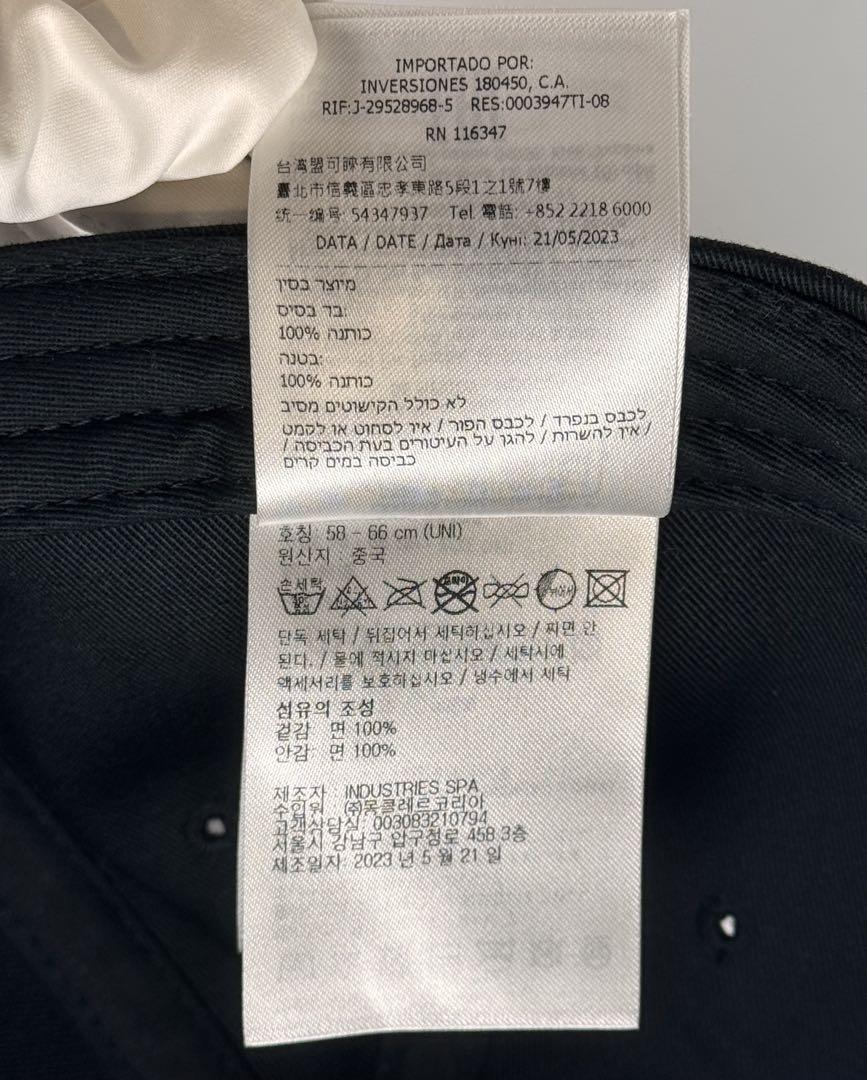 IMPORTADO POR:
INVERSIONES 180450, C.A.
RIF:J-29528968-5 RES:0003947TI-08
RN 116347
台湾盟可睞有限公司
臺北市信義區忠孝東路5段1之1號7樓
统一编号: 54347937 Tel. 電話: +852 2218 6000
DATA / DATE / Дата / Күні: 21/05/2023
מיוצר בסין
בד בסיס:
100% כותנה
בטנה:
100% כותנה
לא כולל הקישוטים מסיב
לכבס בנפרד / לכבס הפור / אין לסחוט או לקמט
/ אין להשרות / להגן על העיטורים בעת הכביסה /
כביסה במים קרים
호칭: 58 - 66 cm (UNI)
원산지 : 중국
손세탁
단독 세탁 / 뒤집어서 세탁하십시오 / 짜면 안
된다. / 물에 적시지 마십시오 / 세탁시에
액세서리를 보호하십시오 / 냉수에서 세탁
섬유의 조성
겉감: 면 100%
안감: 면 100%
제조자: INDUSTRIES SPA
수입원: ㈜몽클레르코리아
고객상담실: 003083210794
서울시 강남구 압구정로 458 3층
제조일자: 2023 년 5 월 21 일